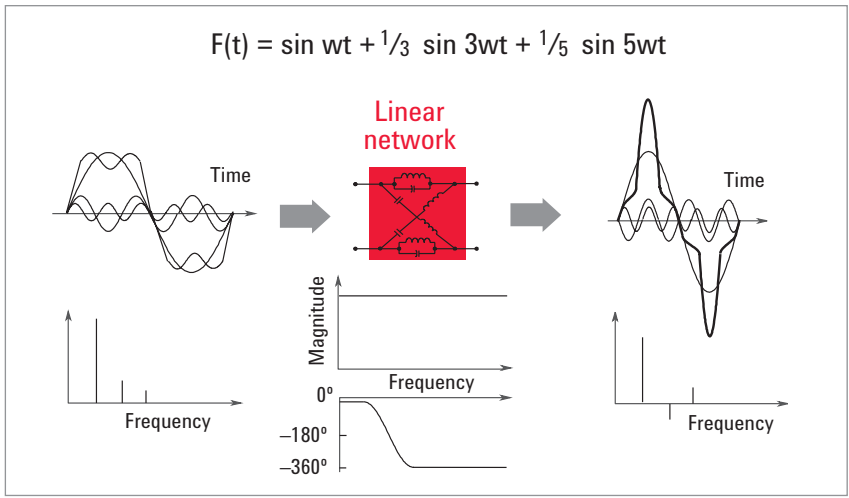 F(t) = sin wt + 1/3 sin 3wt + 1/5 sin 5wt
Linear
network
Time
Time
Magnitude
Frequency
Frequency
Frequency
0º
–180º
–360º